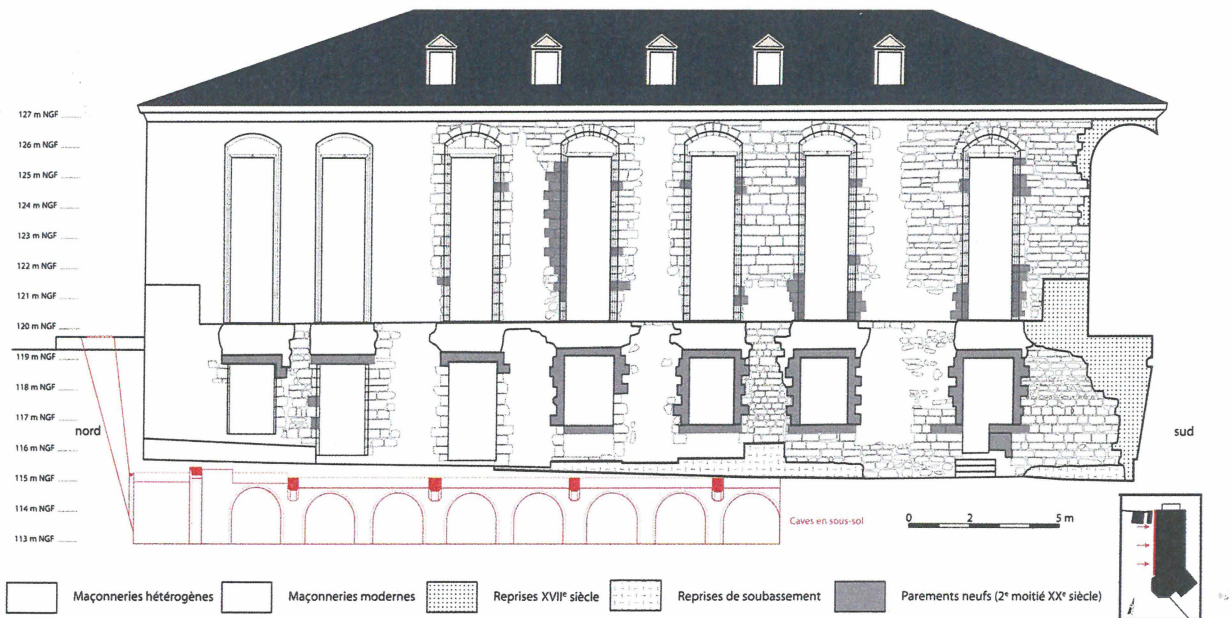 127 m NGF
126 m NGF
125 m NGF
124 m NGF
123 m NGF
122 m NGF
121 m NGF
120 m NGF
119 m NGF
118 m NGF
117 m NGF
nord
sud
116 m NGF
115 m NGF
114 m NGF
113 m NGF
Caves en sous-sol
0 2 5 m
Maçonneries hétérogènes Maçonneries modernes Reprises XVIIe siècle Reprises de soubassement Parements neufs (2e moitié XXe siècle)